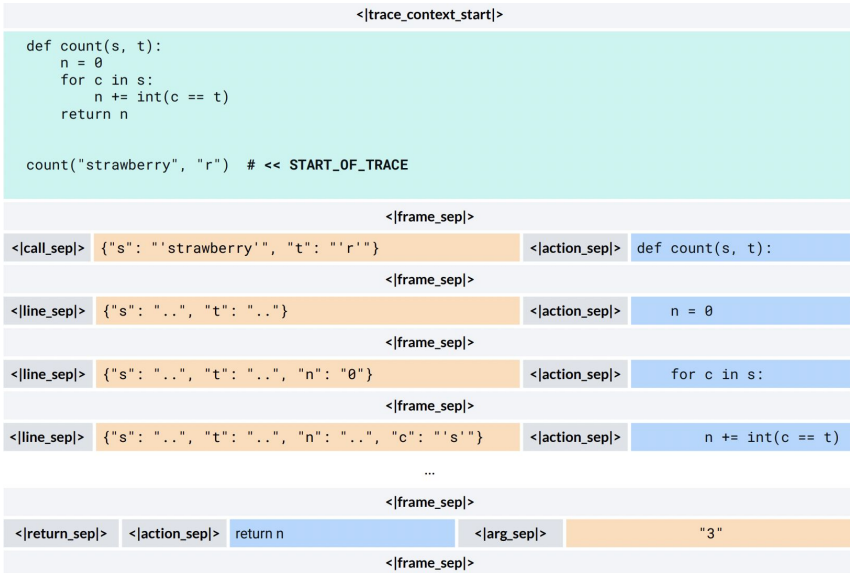 <|trace_context_start|>
def count(s, t):
    n = 0
    for c in s:
        n += int(c == t)
    return n
count("strawberry", "r")  # << START_OF_TRACE
<|frame_sep|>
<|call_sep|> {"s": "'strawberry'", "t": "'r'"} <|action_sep|> def count(s, t):
<|frame_sep|>
<|line_sep|> {"s": "..", "t": ".."} <|action_sep|>     n = 0
<|frame_sep|>
<|line_sep|> {"s": "..", "t": "..", "n": "0"} <|action_sep|>     for c in s:
<|frame_sep|>
<|line_sep|> {"s": "..", "t": "..", "n": "..", "c": "'s'"} <|action_sep|>         n += int(c == t)
...
<|frame_sep|>
<|return_sep|> <|action_sep|> return n <|arg_sep|> "3"
<|frame_sep|>